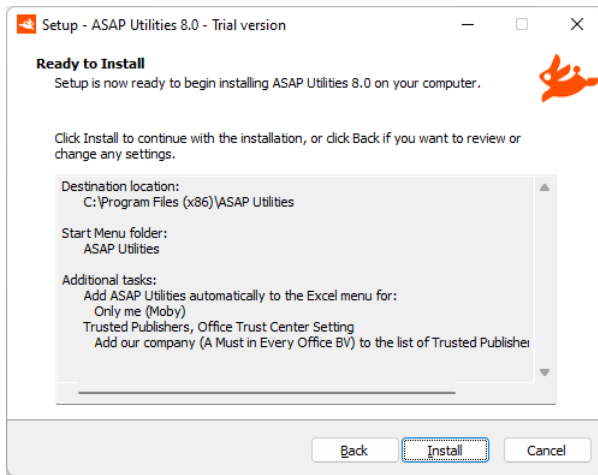 Setup - ASAP Utilities 8.0 - Trial version
Ready to Install
Setup is now ready to begin installing ASAP Utilities 8.0 on your computer.
Click Install to continue with the installation, or click Back if you want to review or
change any settings.
Destination location:
C:\Program Files (x86)\ASAP Utilities
Start Menu folder:
ASAP Utilities
Additional tasks:
Add ASAP Utilities automatically to the Excel menu for:
Only me (Moby)
Trusted Publishers, Office Trust Center Setting
Add our company (A Must in Every Office BV) to the list of Trusted Publisher
Back
Install
Cancel